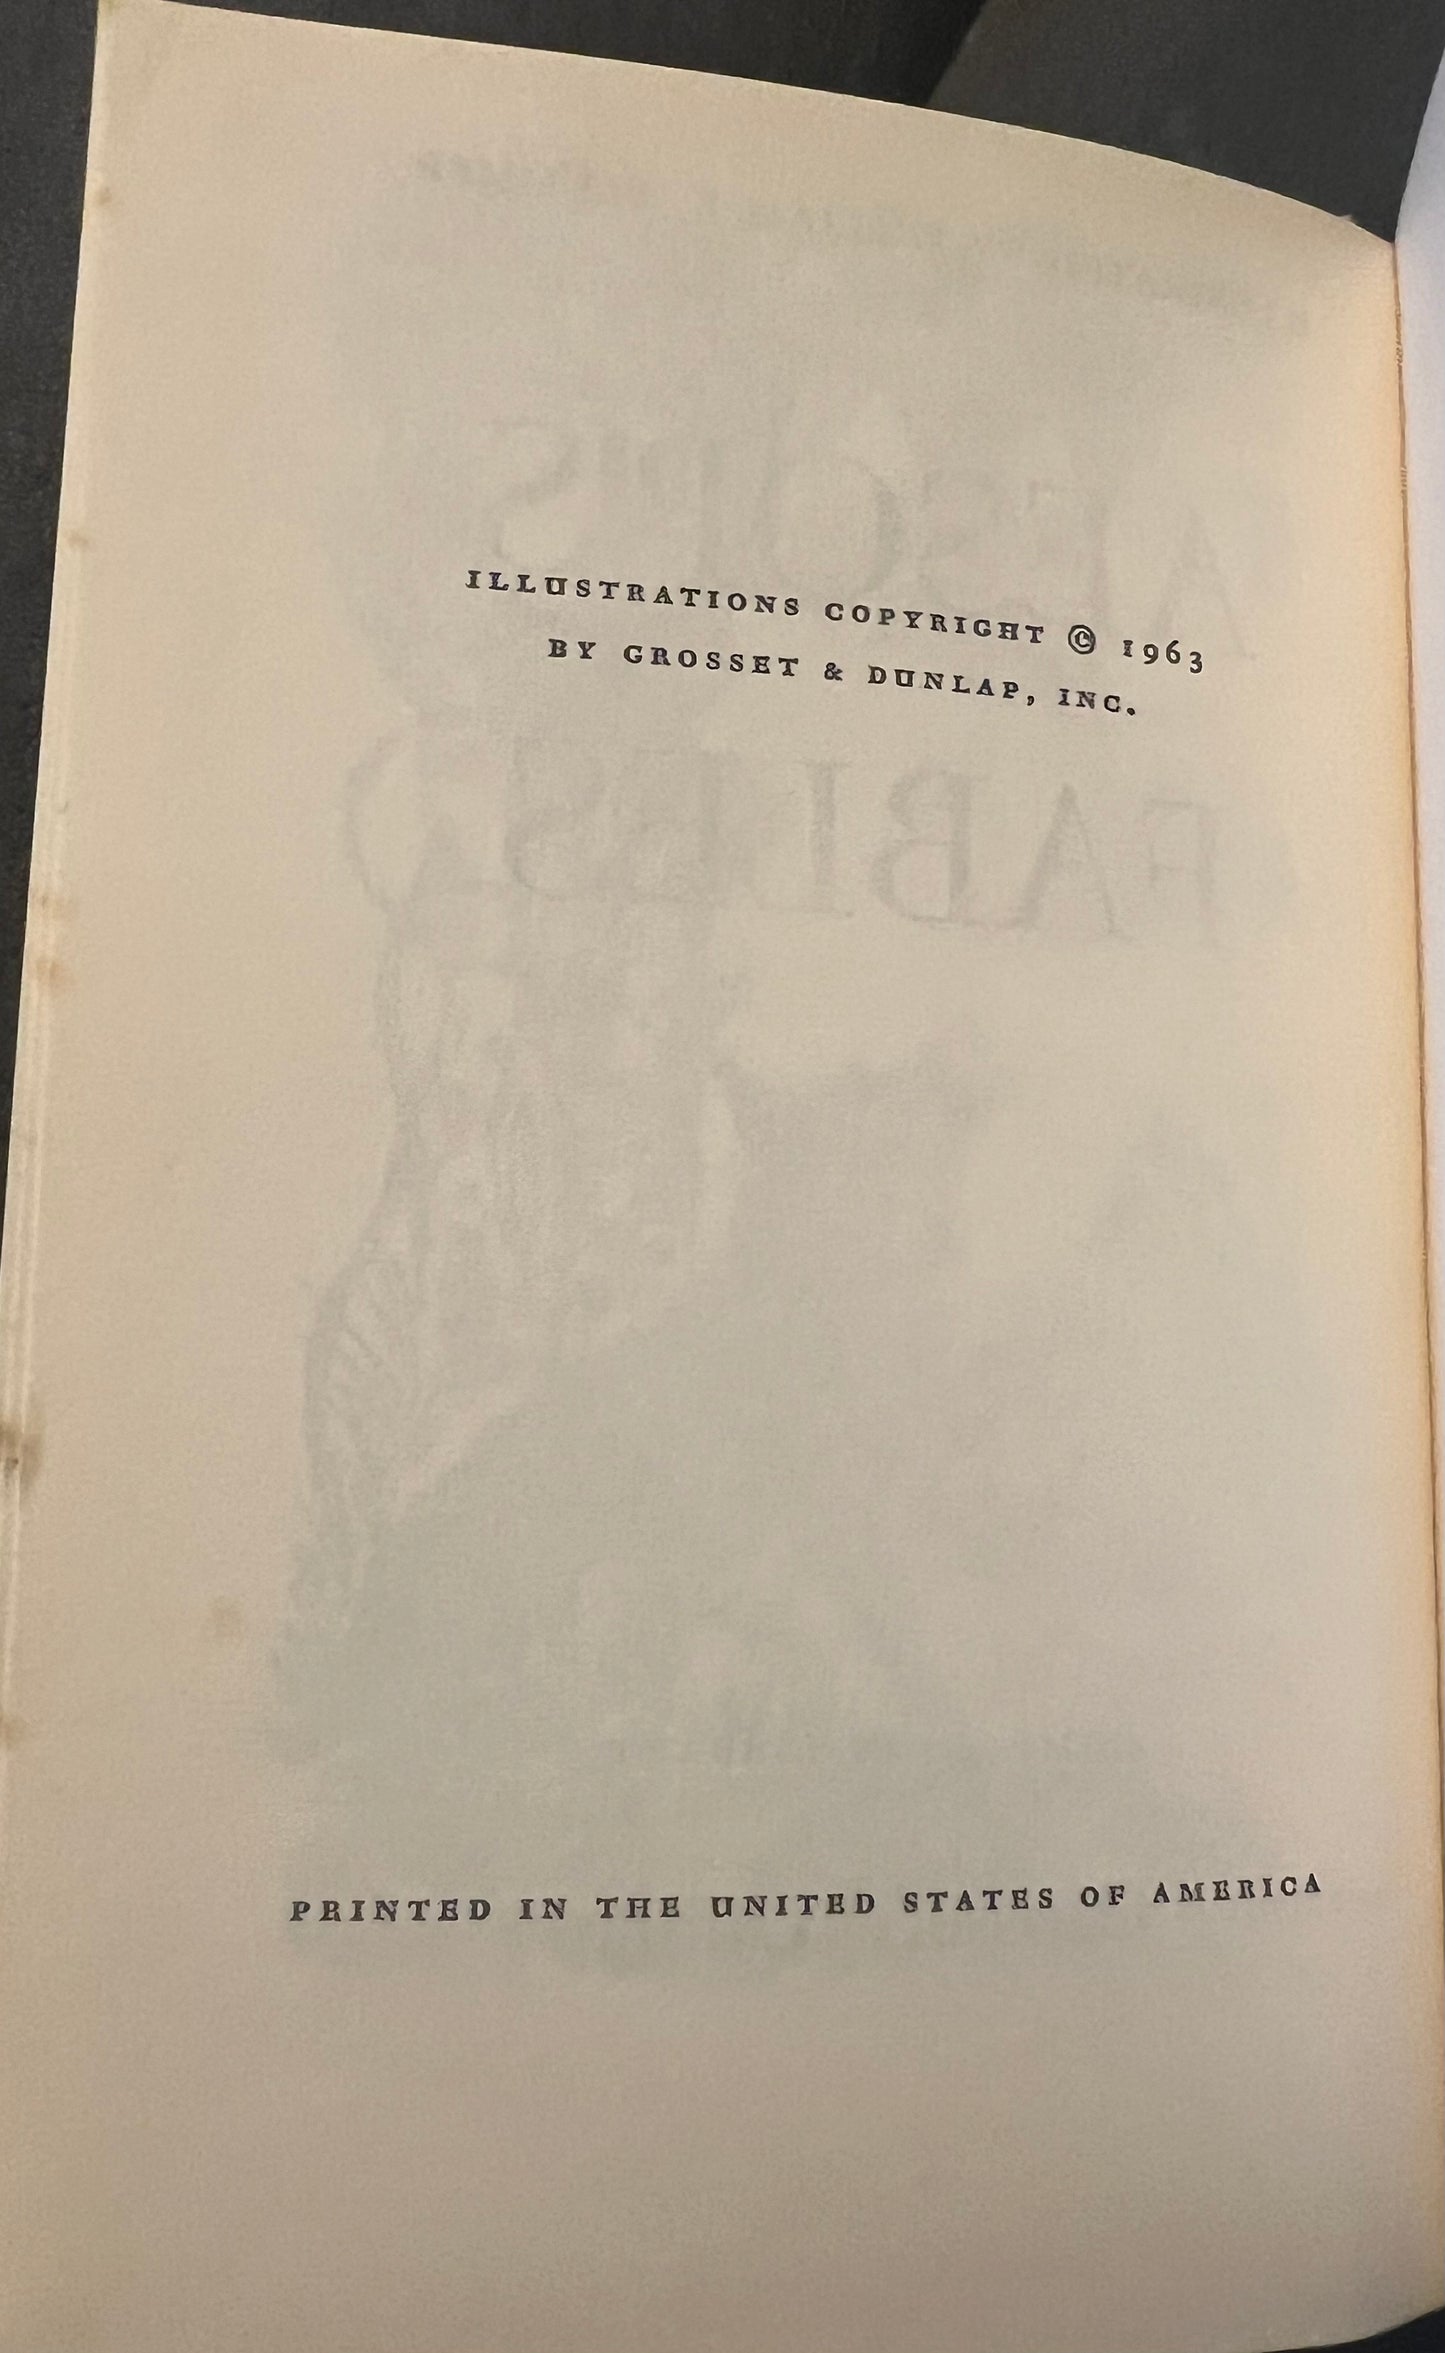 ILLUSTRATIONS COPYRIGHT © 1963
BY GROSSET & DUNLAP, INC.
PRINTED IN THE UNITED STATES OF AMERICA